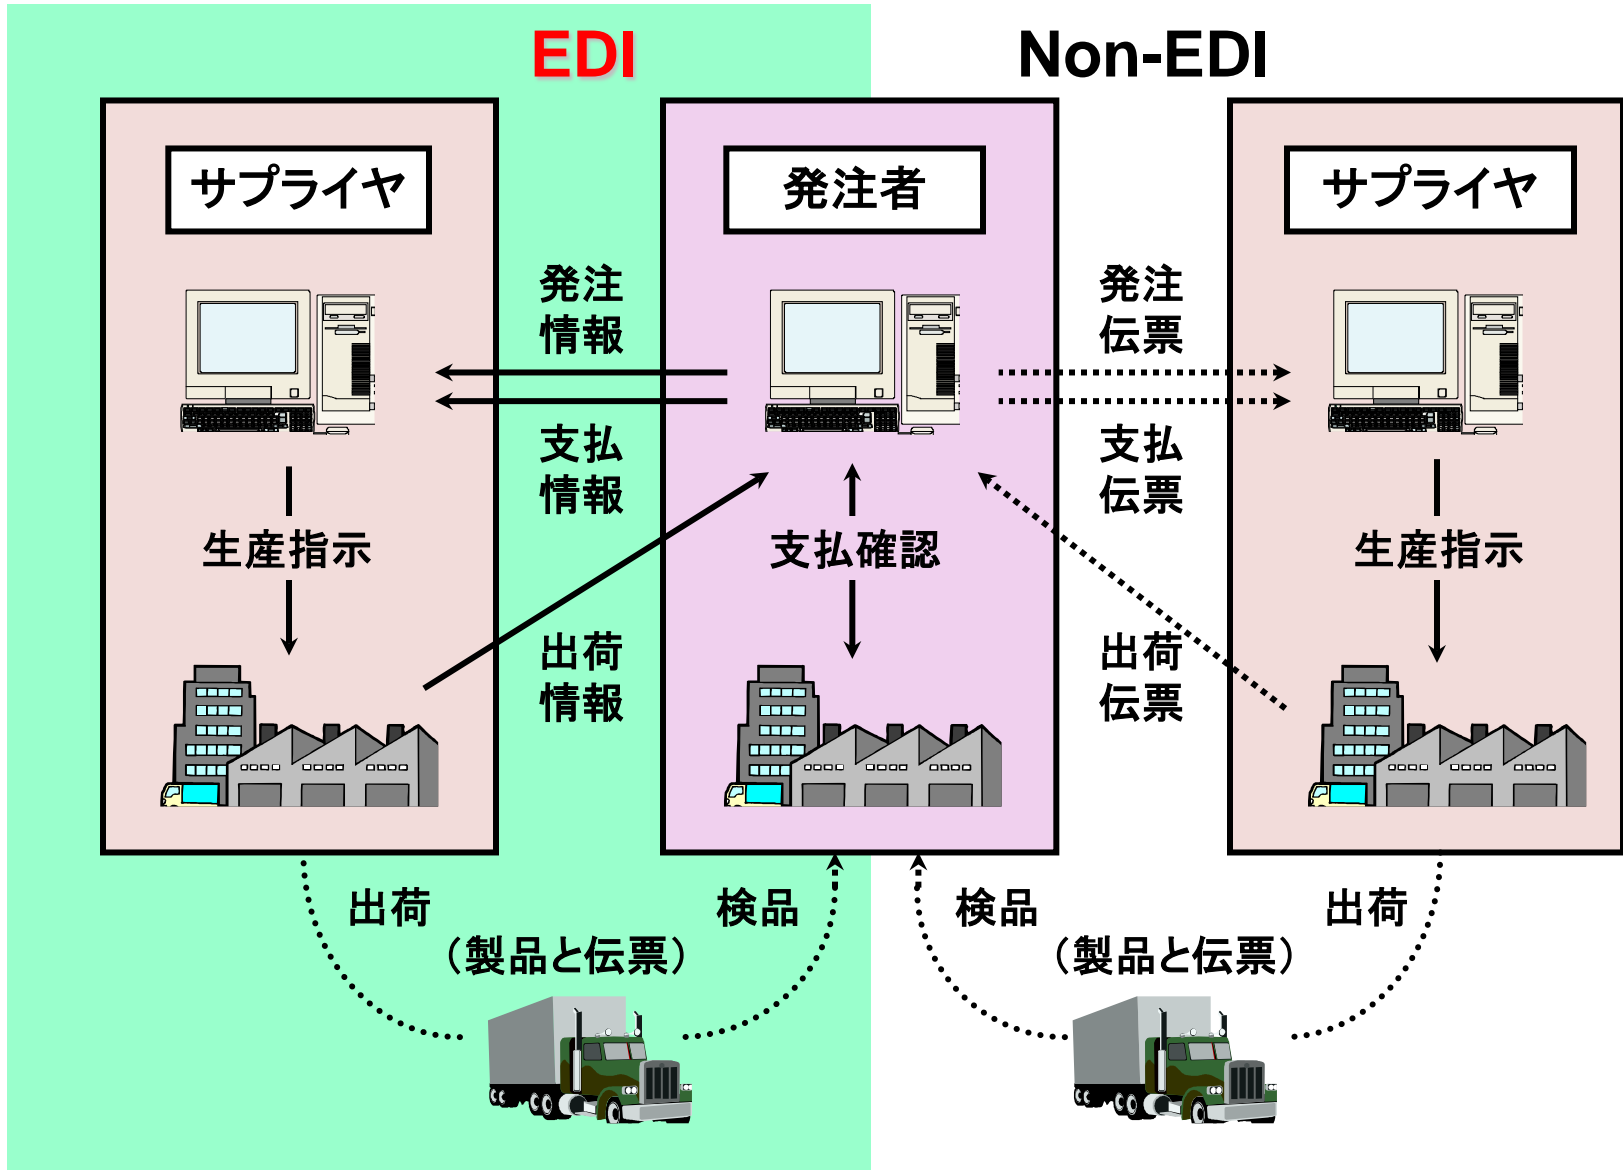 EDI
Non-EDI
サプライヤ
発注者
サプライヤ
発注
情報
発注
伝票
支払
情報
支払
伝票
生産指示
支払確認
生産指示
出荷
情報
出荷
伝票
出荷
検品
検品
出荷
（製品と伝票）
（製品と伝票）